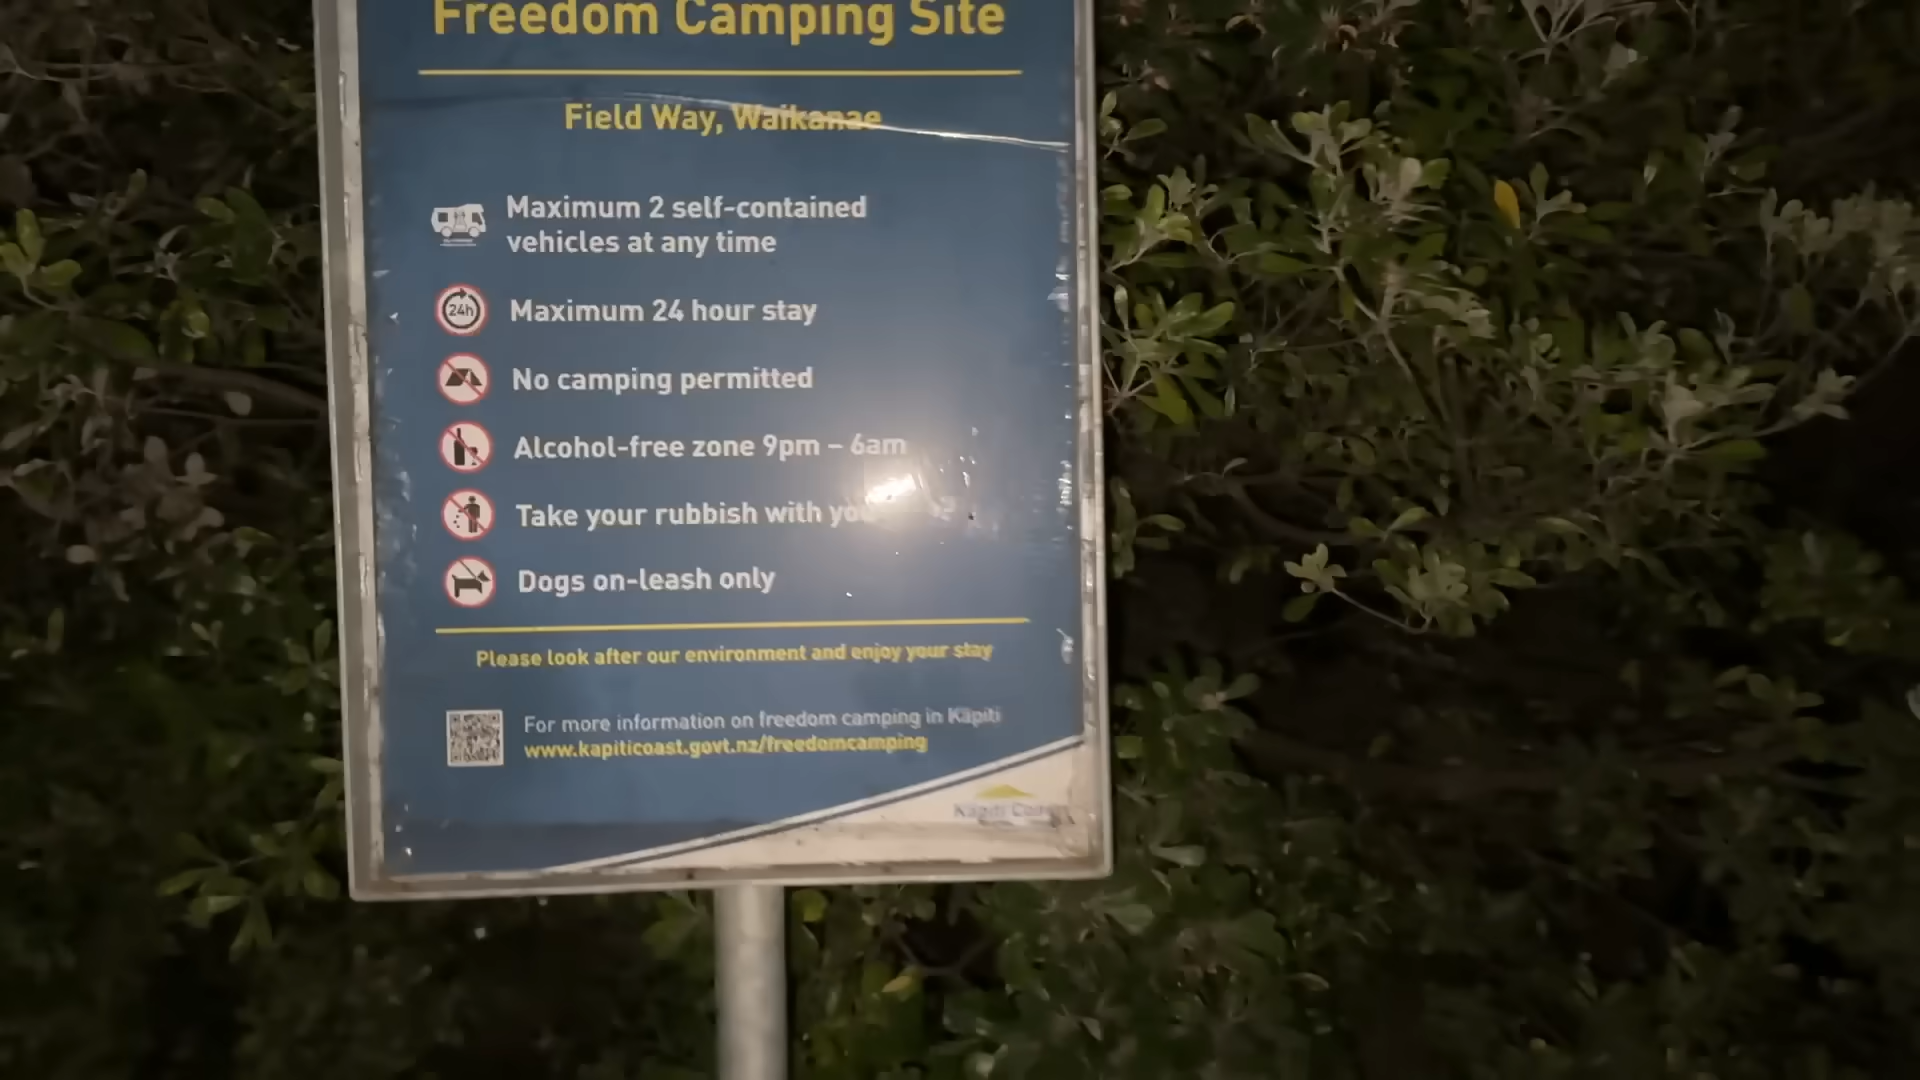 Freedom Camping Site
Field Way, Waikanae
Maximum 2 self-contained
vehicles at any time
24h
Maximum 24 hour stay
No camping permitted
Alcohol-free zone 9pm – 6am
Take your rubbish with you
Dogs on-leash only
Please look after our environment and enjoy your stay
For more information on freedom camping in Kāpiti
www.kapiticoast.govt.nz/freedomcamping
Kāpiti Coast